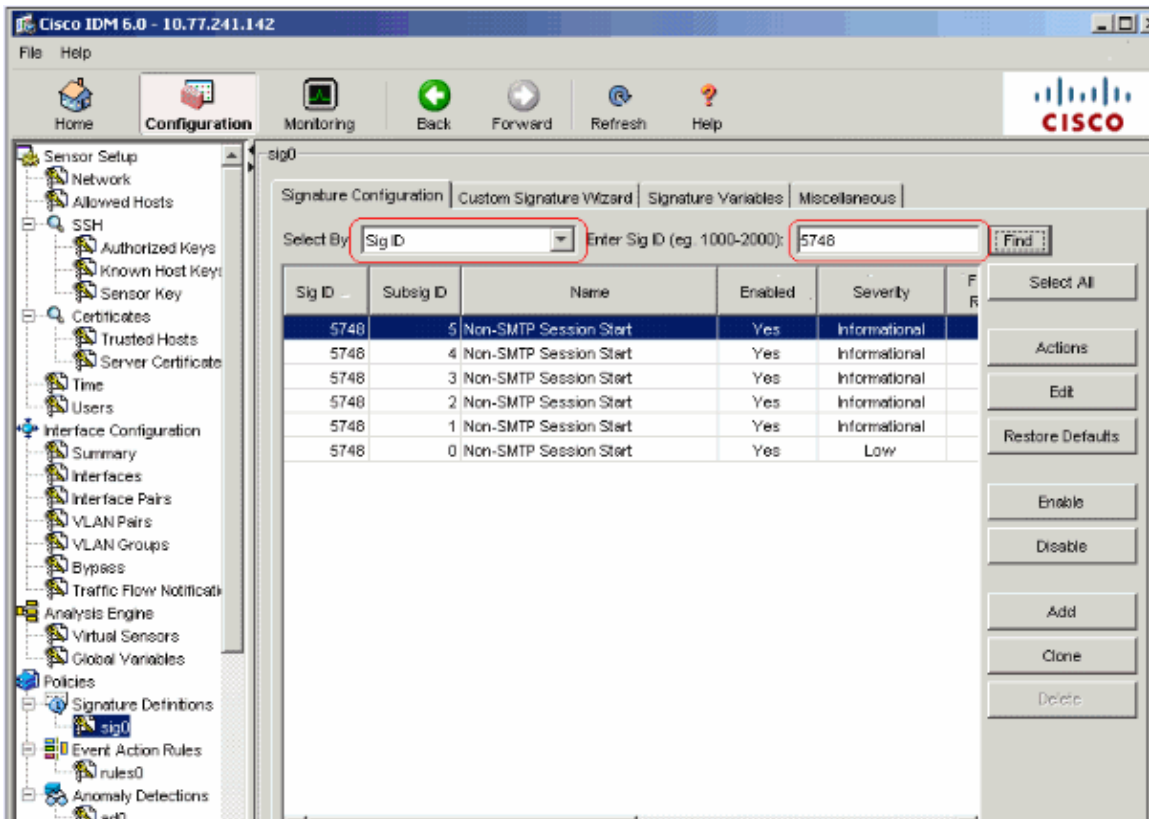 Cisco IDM 6.0 - 10.77.241.142
File Help
Home Configuration Monitoring Back Forward Refresh Help
CISCO
Sensor Setup
Network
Allowed Hosts
SSH
Authorized Keys
Known Host Key
Sensor Key
Certificates
Trusted Hosts
Server Certificate
Time
Users
Interface Configuration
Summary
Interfaces
Interface Pairs
VLAN Pairs
VLAN Groups
Bypass
Traffic Flow Notificati
Analysis Engine
Virtual Sensors
Global Variables
Policies
Signature Definitions
sig0
Event Action Rules
rules0
Anomaly Detections
ad0
sig0
Signature Configuration Custom Signature Wizard Signature Variables Miscellaneous
Select By: Sig ID Enter Sig ID (eg. 1000-2000): 5748 Find
Sig ID Subsig ID Name Enabled Severity F R
5748 5 Non-SMTP Session Start Yes Informational
5748 4 Non-SMTP Session Start Yes Informational
5748 3 Non-SMTP Session Start Yes Informational
5748 2 Non-SMTP Session Start Yes Informational
5748 1 Non-SMTP Session Start Yes Informational
5748 0 Non-SMTP Session Start Yes Low
Select All
Actions
Edit
Restore Defaults
Enable
Disable
Add
Clone
Delete